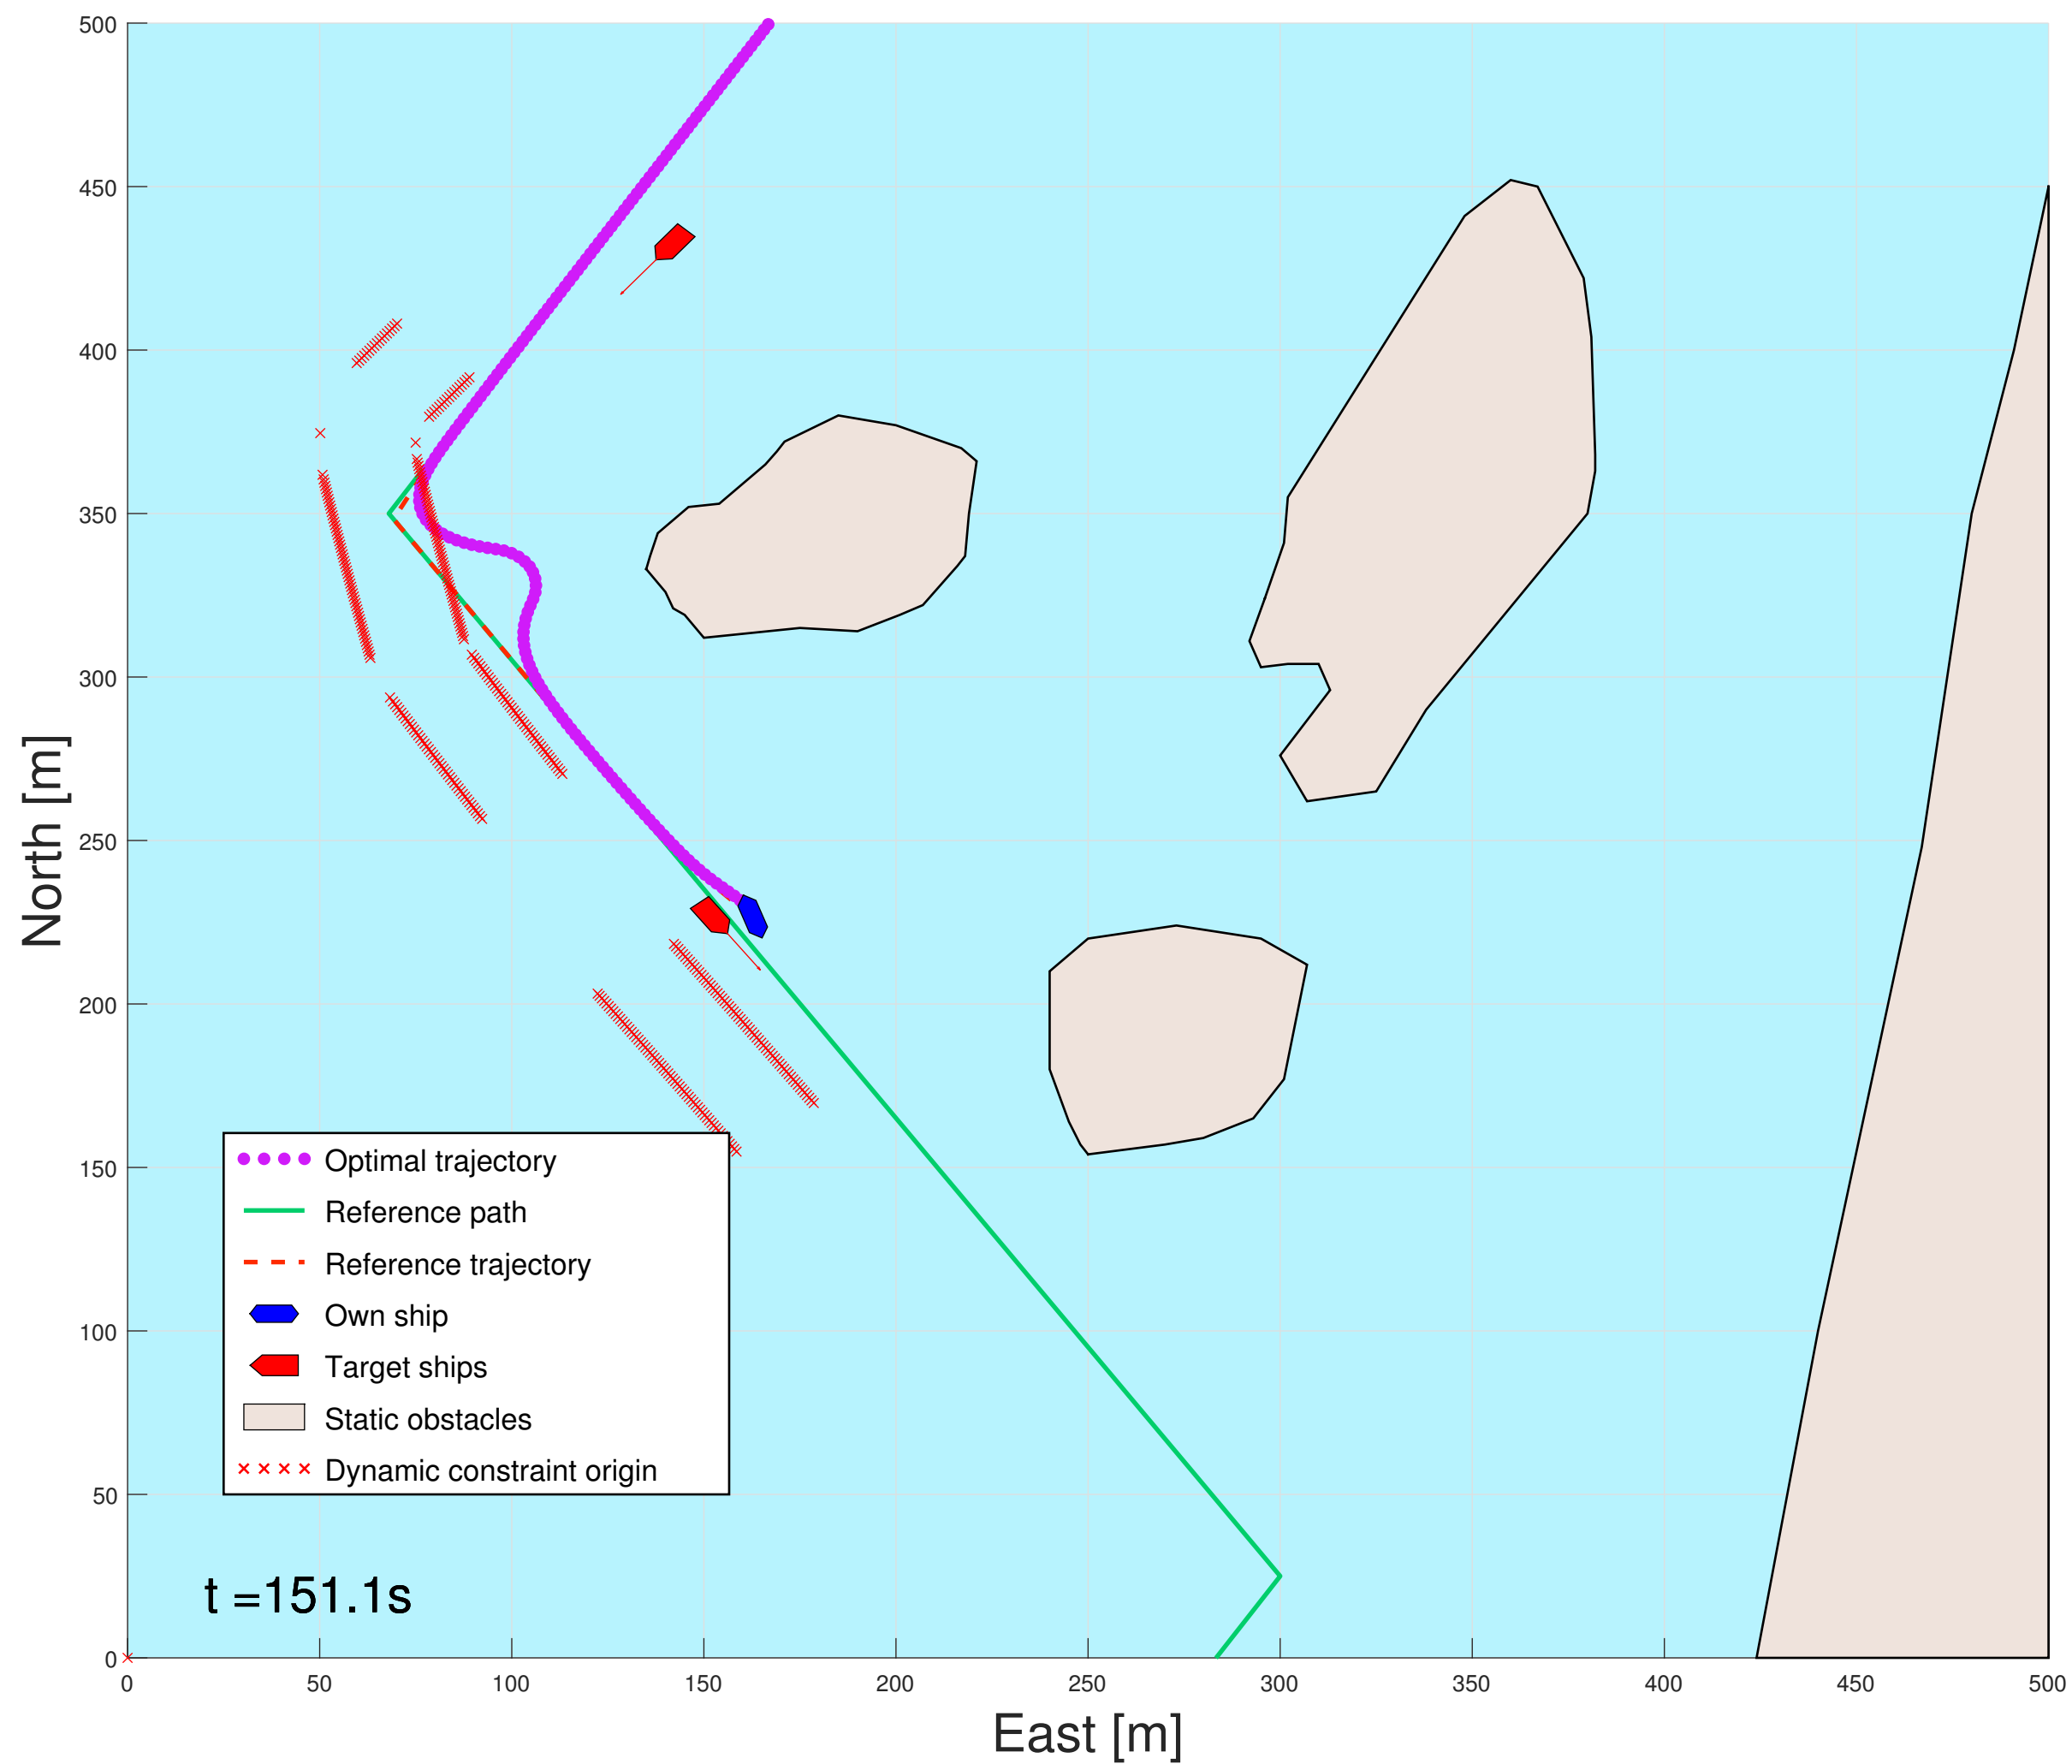 500
450
400
350
300
250
200
150
100
50
0
North [m]
Optimal trajectory
Reference path
Reference trajectory
Own ship
Target ships
Static obstacles
Dynamic constraint origin
t =151.1s
0 50 100 150 200 250 300 350 400 450 500
East [m]